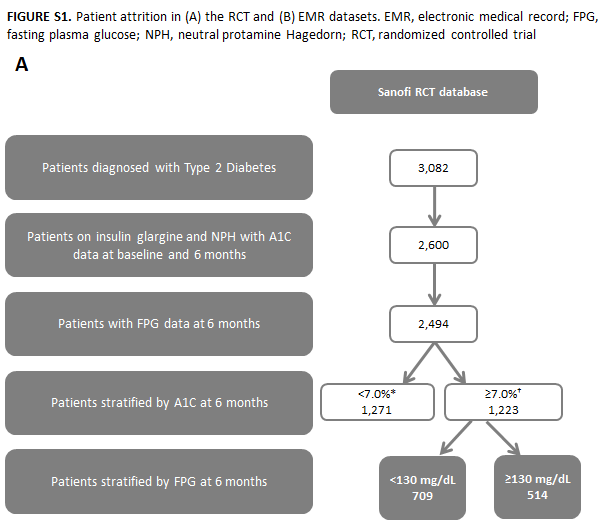 FIGURE S1. Patient attrition in (A) the RCT and (B) EMR datasets. EMR, electronic medical record; FPG,
fasting plasma glucose; NPH, neutral protamine Hagedorn; RCT, randomized controlled trial
A
Sanofi RCT database
Patients diagnosed with Type 2 Diabetes
3,082
Patients on insulin glargine and NPH with A1C
data at baseline and 6 months
2,600
Patients with FPG data at 6 months
2,494
Patients stratified by A1C at 6 months
<7.0%*
1,271
≥7.0%†
1,223
Patients stratified by FPG at 6 months
<130 mg/dL
709
≥130 mg/dL
514